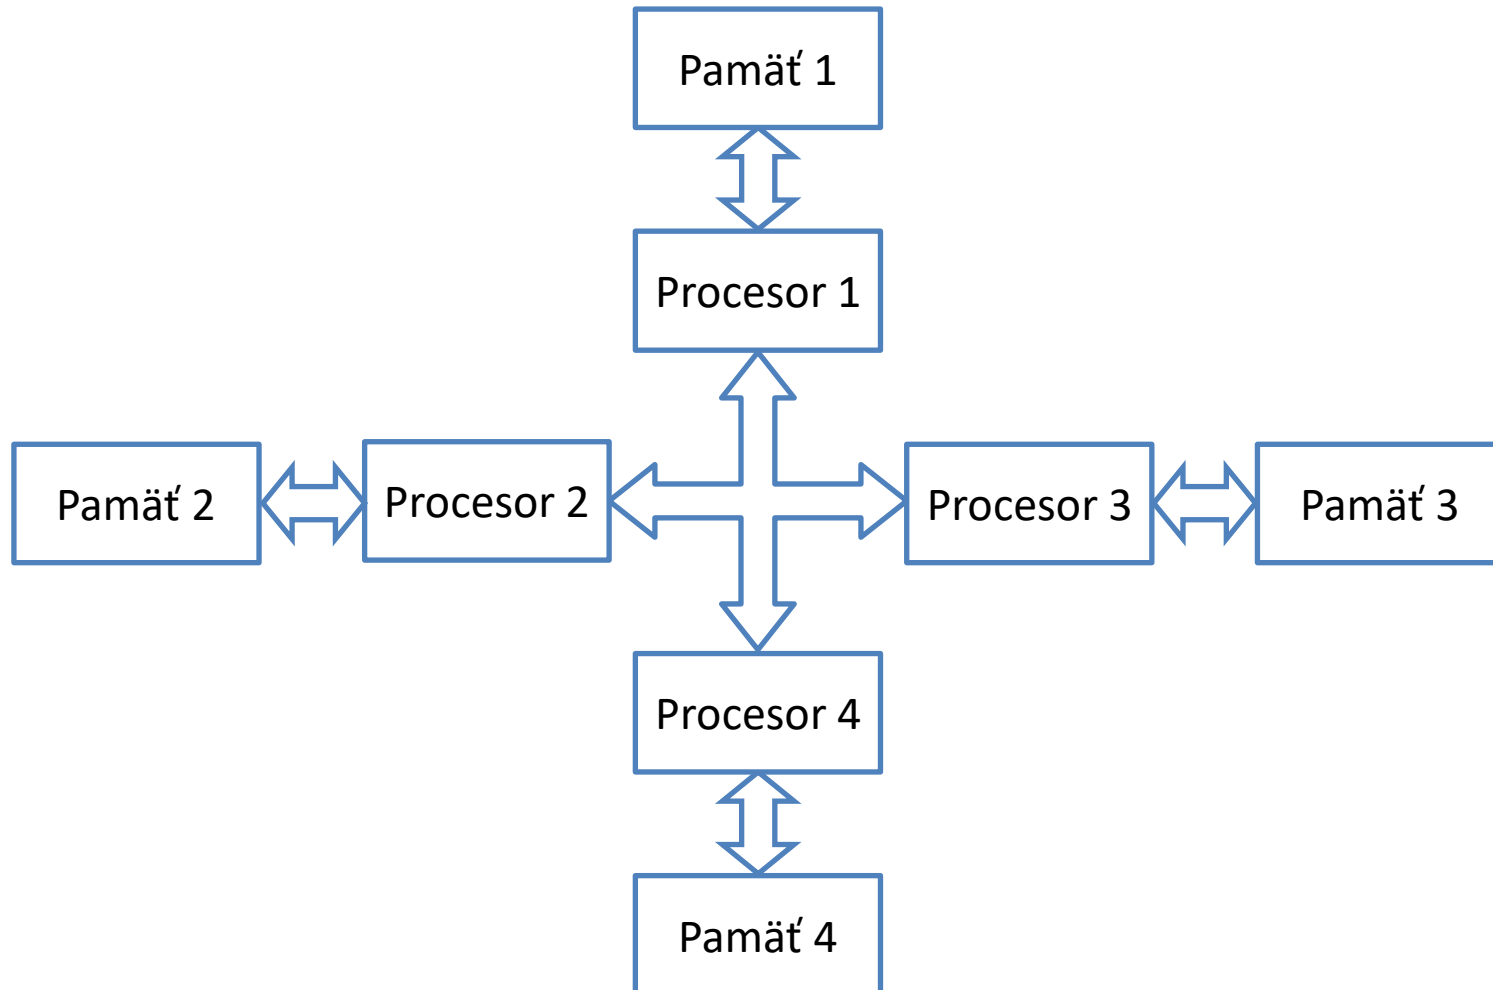 Pamäť 1
Procesor 1
Pamäť 2
Procesor 2
Procesor 3
Pamäť 3
Procesor 4
Pamäť 4